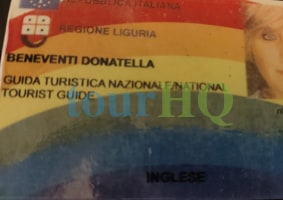 REPUBBLICA ITALIANA
REGIONE LIGURIA
BENEVENTI DONATELLA
GUIDA TURISTICA NAZIONALE/NATIONAL
TOURIST GUIDE
tourHQ
INGLESE